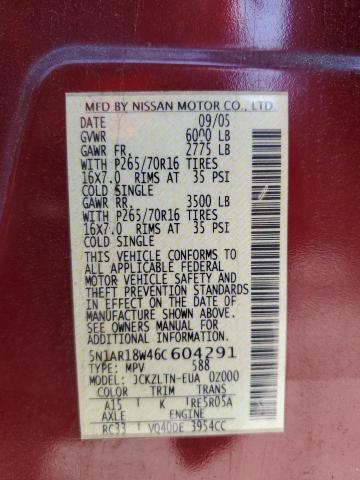 MFD BY NISSAN MOTOR CO., LTD.
DATE 09/05
GVWR 6000 LB
GAWR FR. 2775 LB
WITH P265/70R16 TIRES
16X7.0 RIMS AT 35 PSI
COLD SINGLE
GAWR RR. 3500 LB
WITH P265/70R16 TIRES
16X7.0 RIMS AT 35 PSI
COLD SINGLE
THIS VEHICLE CONFORMS TO
ALL APPLICABLE FEDERAL
MOTOR VEHICLE SAFETY AND
THEFT PREVENTION STANDARDS
IN EFFECT ON THE DATE OF
MANUFACTURE SHOWN ABOVE.
SEE OWNERS MANUAL FOR
ADDITIONAL INFORMATION
5N1AR18W46C604291
TYPE: MPV 588
MODEL: JCKZLTN-EUA 0Z000
COLOR TRIM TRANS
A15 K RE5R05A
AXLE ENGINE
RC33 VQ40DE 3954CC